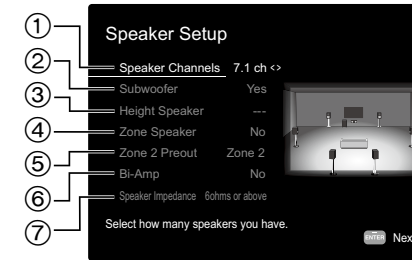 Speaker Setup
① Speaker Channels 7.1 ch <>
② Subwoofer Yes
③ Height Speaker ---
④ Zone Speaker No
⑤ Zone 2 Preout Zone 2
⑥ Bi-Amp No
⑦ Speaker Impedance 6ohms or above
Select how many speakers you have.
ENTER Nex